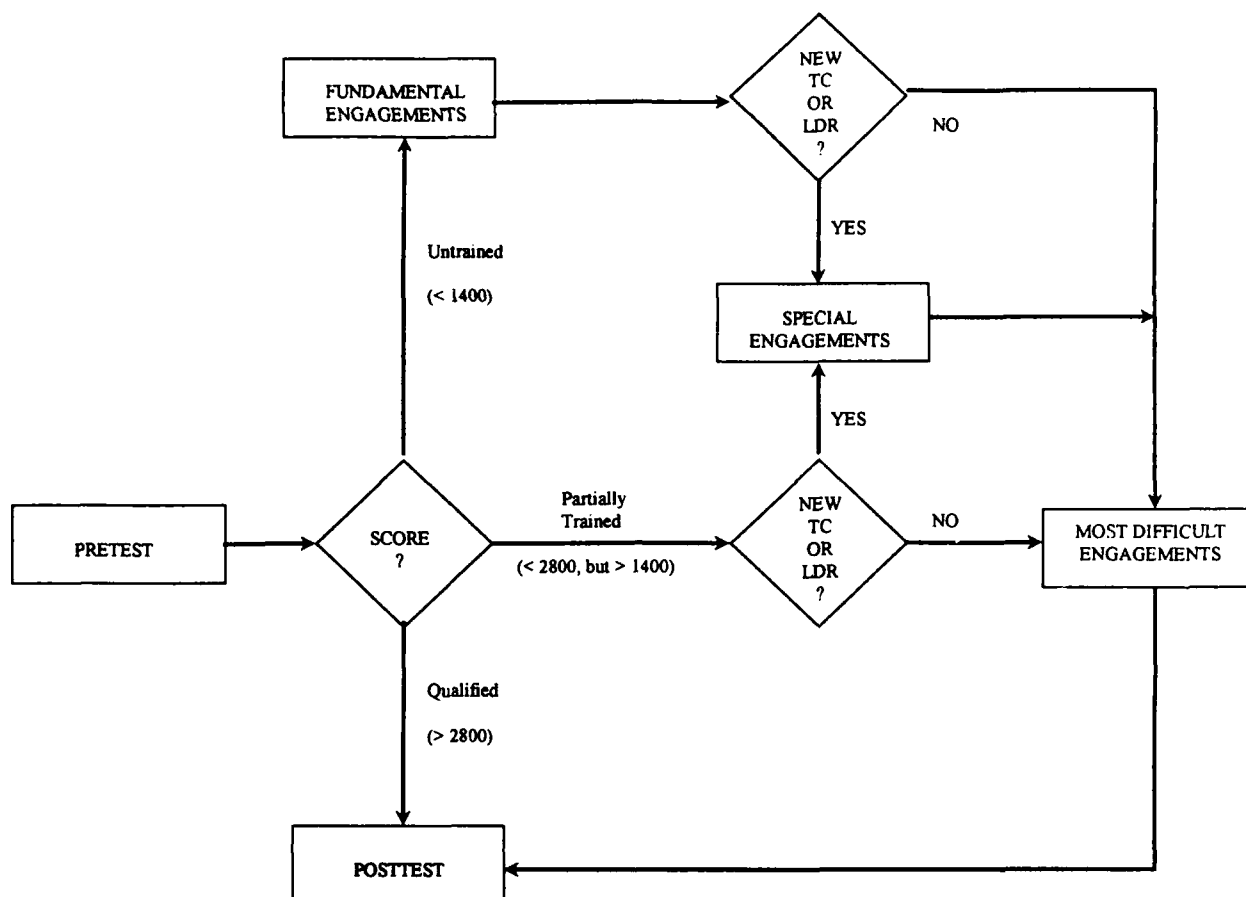 FUNDAMENTAL
ENGAGEMENTS
NEW
TC
OR
LDR
?
NO
YES
Untrained
(< 1400)
SPECIAL
ENGAGEMENTS
YES
PRETEST
SCORE
?
Partially
Trained
(< 2800, but > 1400)
NEW
TC
OR
LDR
?
NO
MOST DIFFICULT
ENGAGEMENTS
Qualified
(> 2800)
POSTTEST